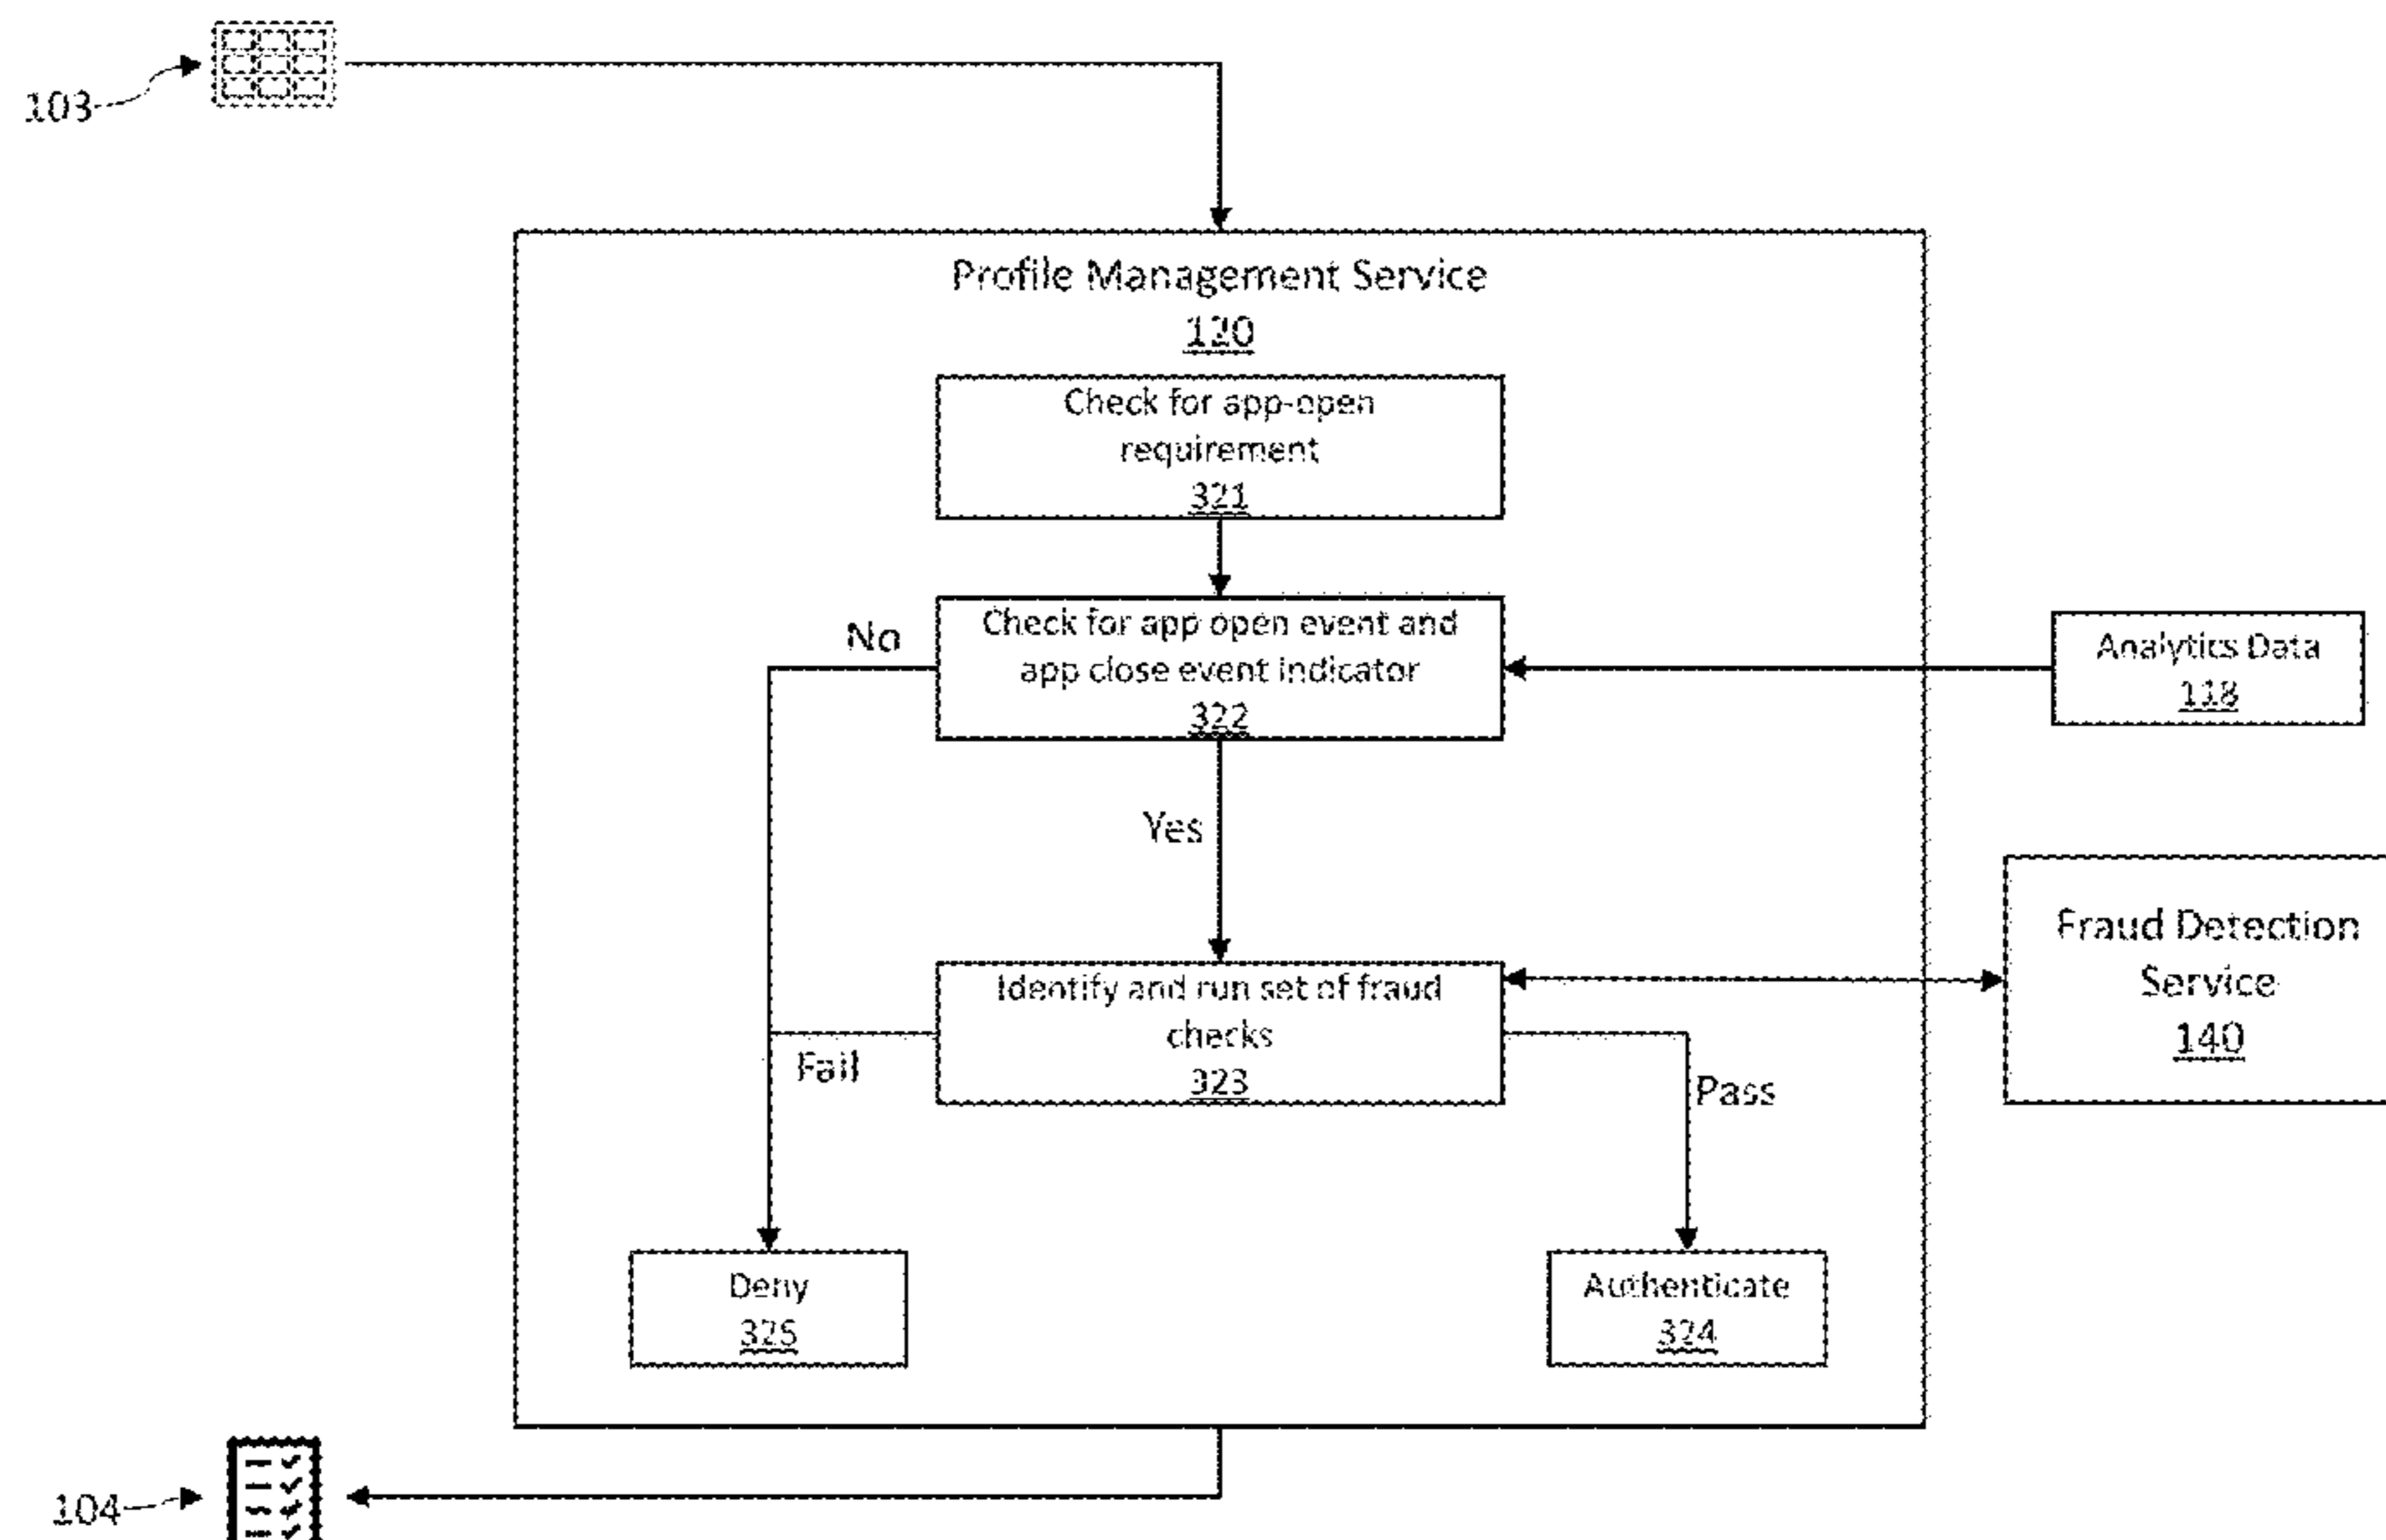 103
Profile Management Service
120
Check for app-open
requirement
321
Check for app open event and
app close event indicator
322
No
Analytics Data
118
Yes
Fraud Detection
Service
140
Identify and run set of fraud
checks
323
Fail
Pass
Deny
325
Authenticate
324
104